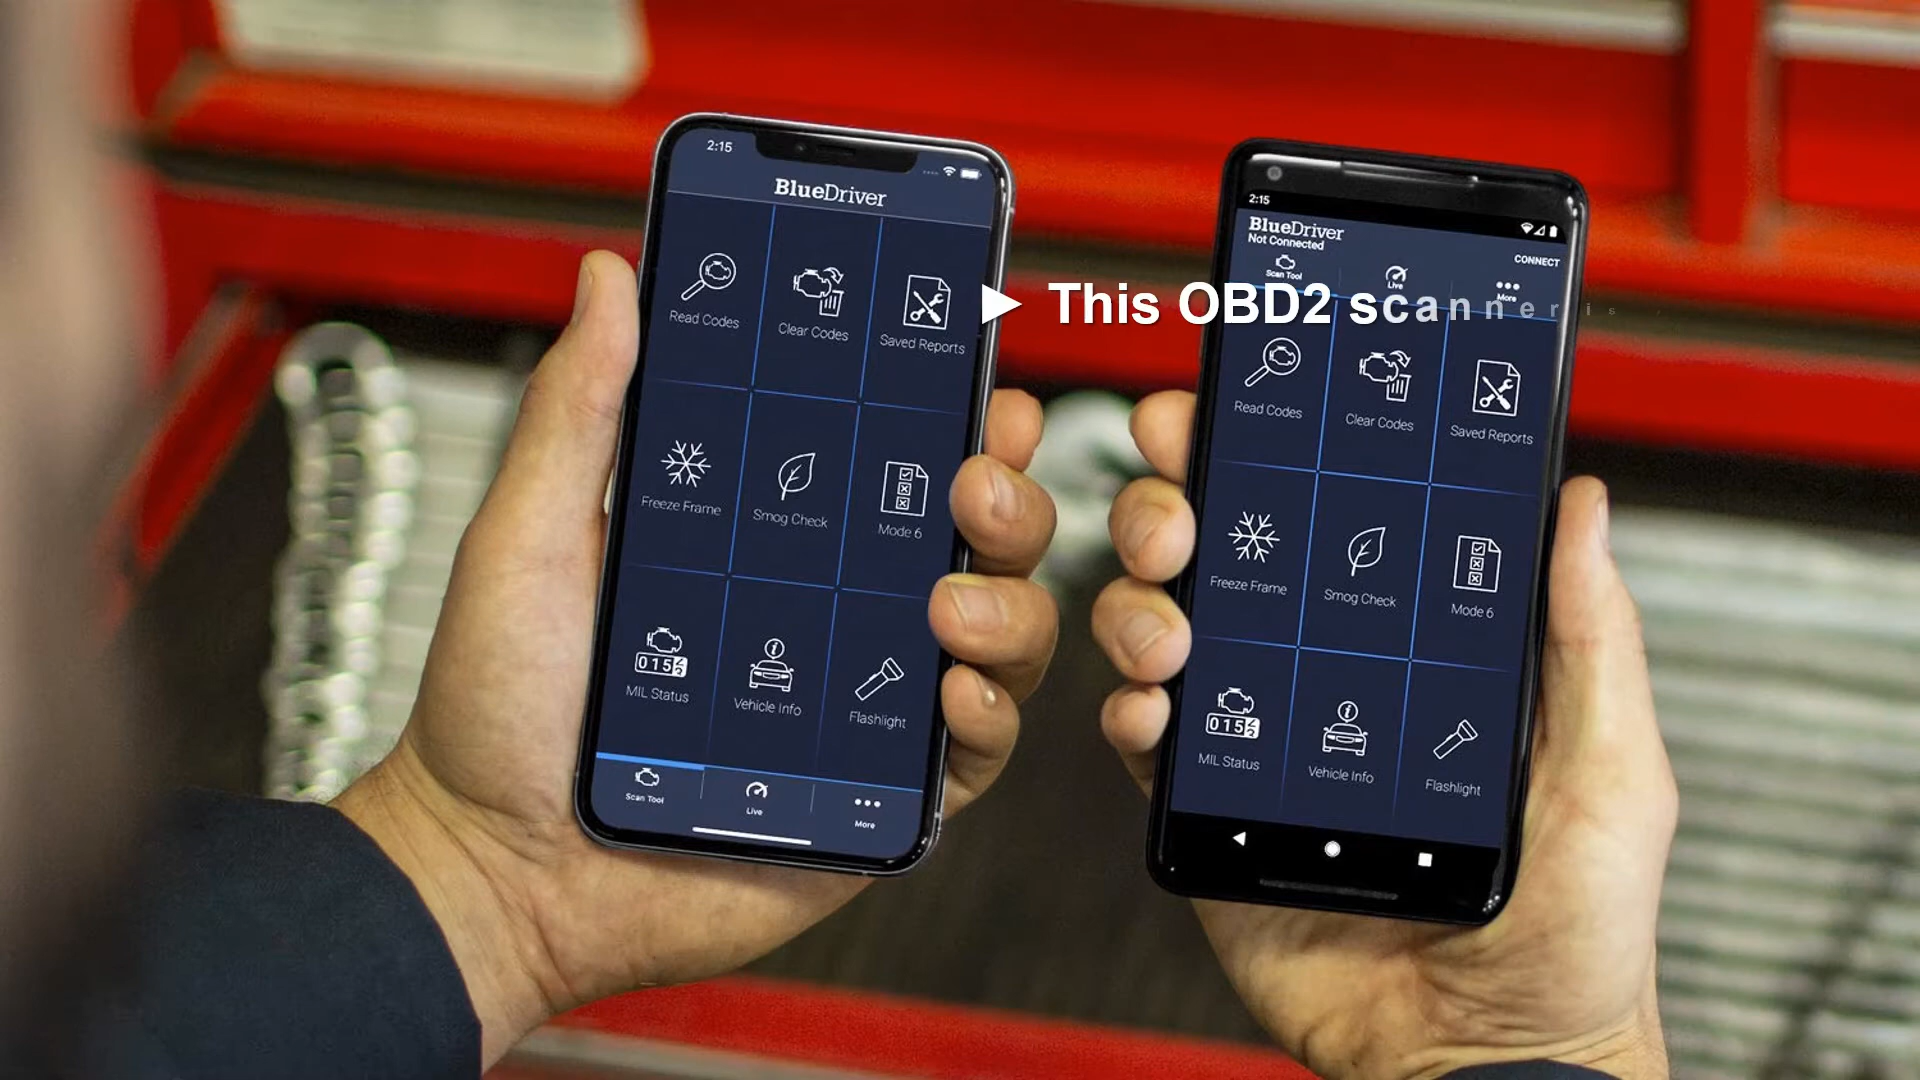 2:15
BlueDriver
Read Codes
Clear Codes
Saved Reports
Freeze Frame
Smog Check
Mode 6
015
MIL Status
Vehicle Info
Flashlight
Scan Tool
Live
More
► This OBD2 scanner is
2:15
BlueDriver
Not Connected
CONNECT
Scan Tool
Live
More
Read Codes
Clear Codes
Saved Reports
Freeze Frame
Smog Check
Mode 6
015
MIL Status
Vehicle Info
Flashlight